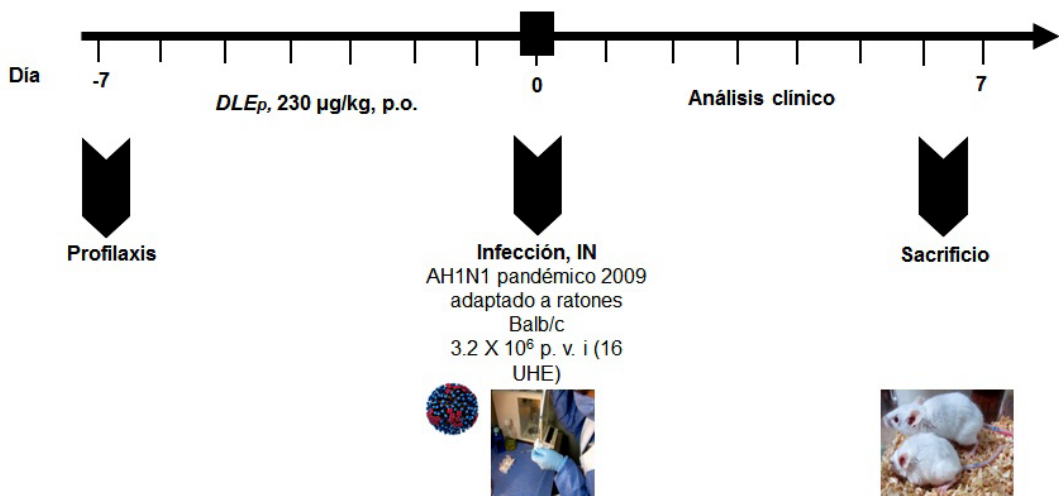 Día
-7
0
7
DLEp, 230 µg/kg, p.o.
Análisis clínico
Profilaxis
Infección, IN
AH1N1 pandémico 2009
adaptado a ratones
Balb/c
3.2 X 10⁶ p. v. i (16
UHE)
Sacrificio